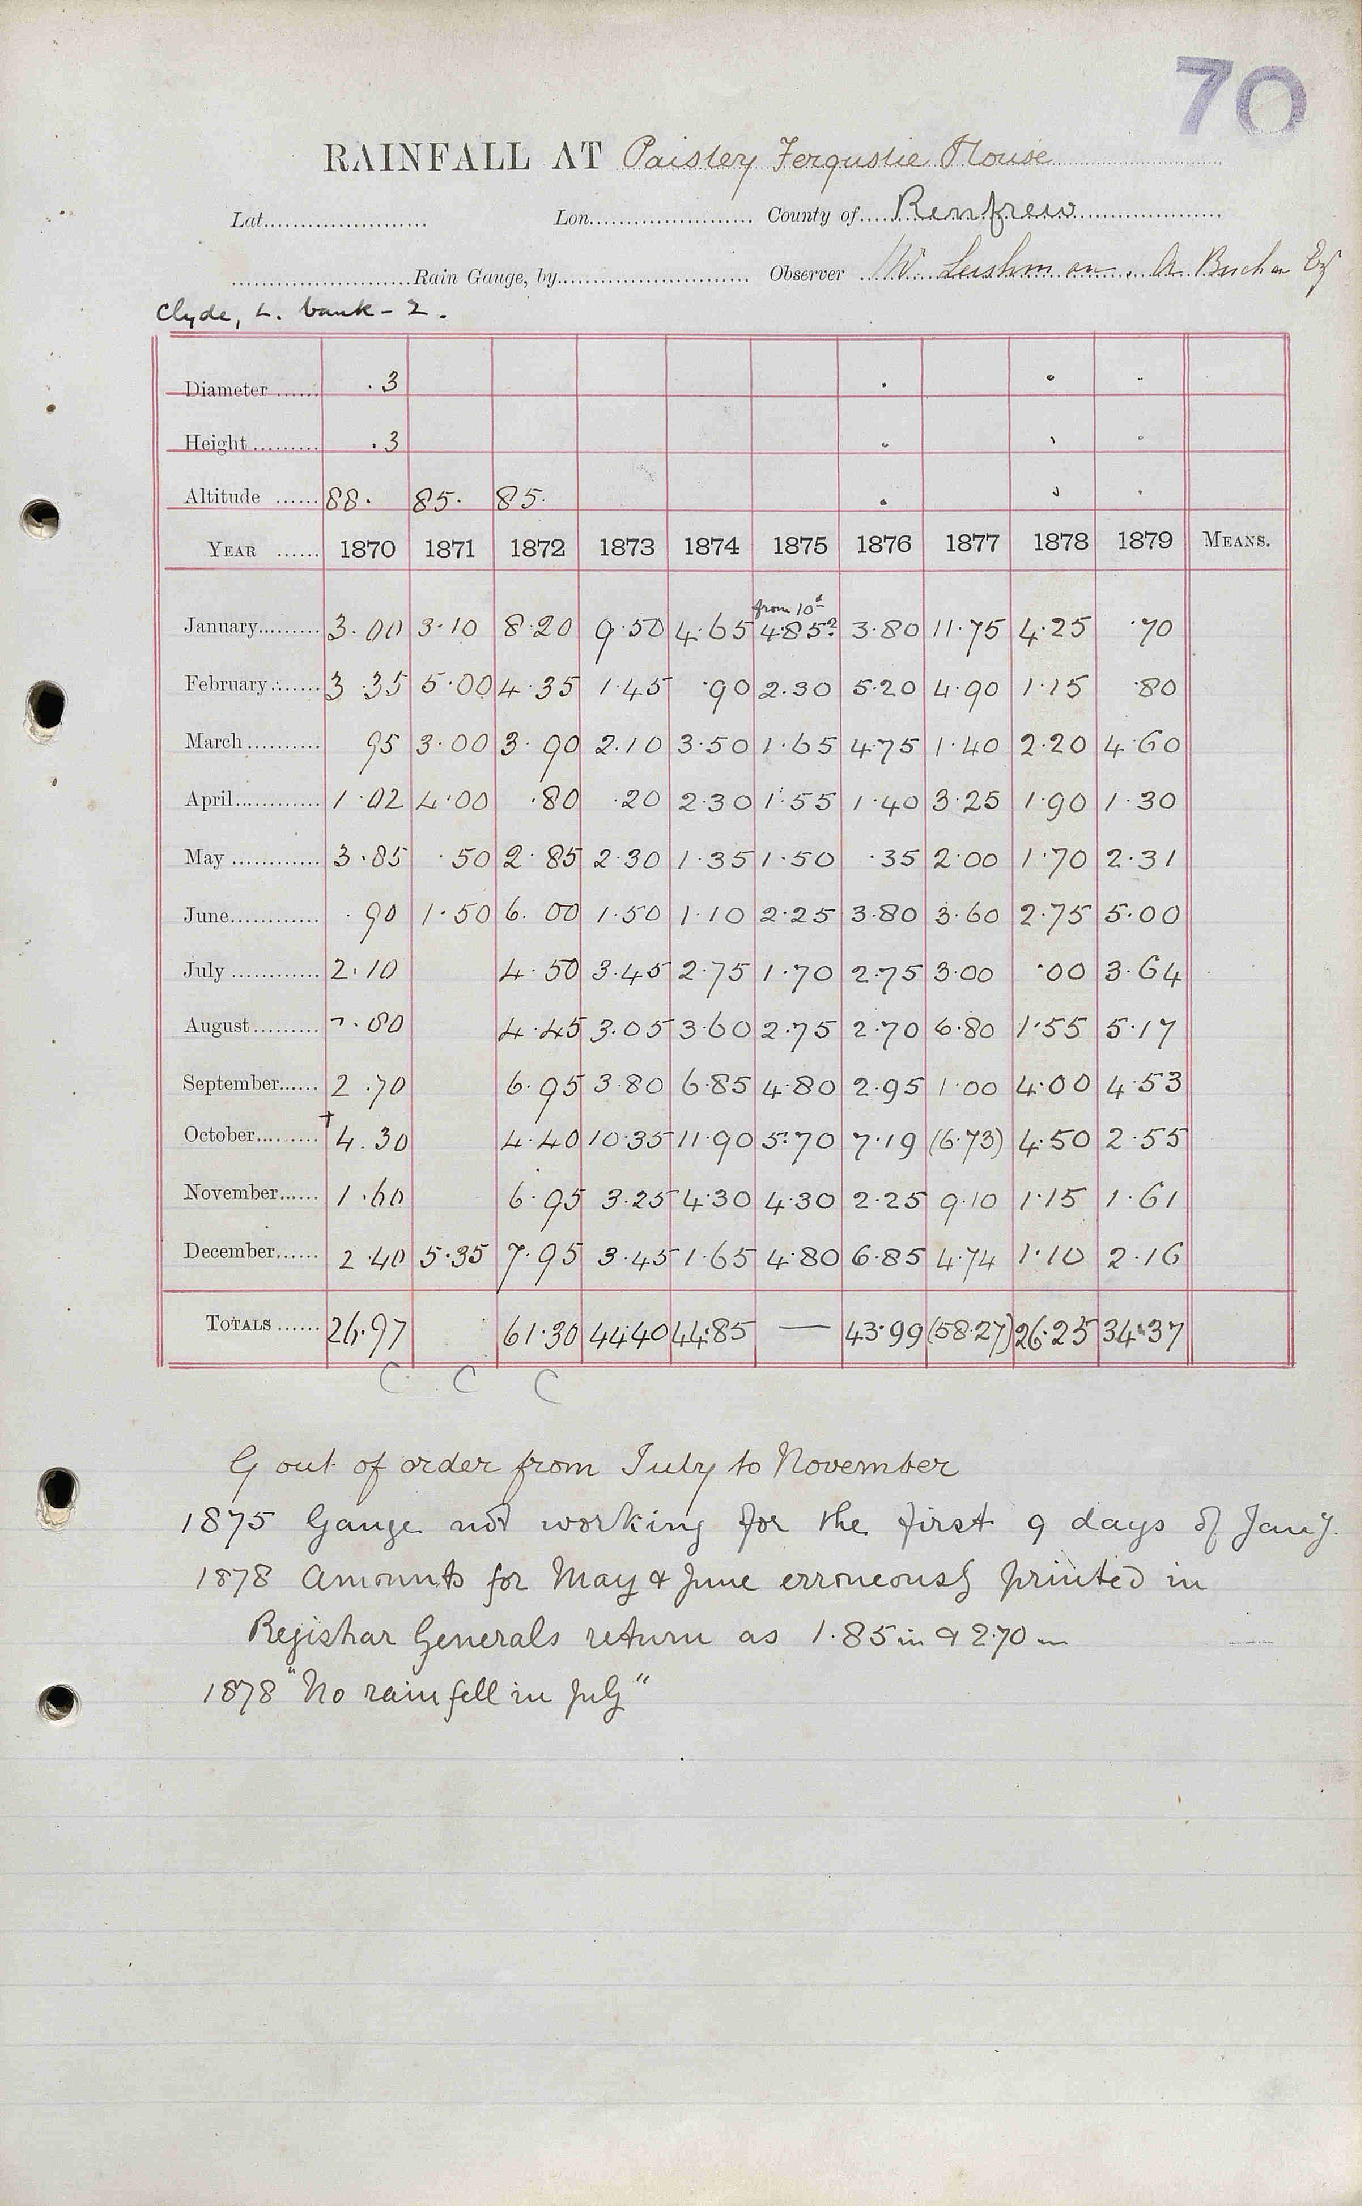 70
RAINFALL AT Paisley Ferguslie House
Lat. Lon. County of Renfrew
Rain Gauge, by Observer W. Leishman. A. Buchan Esq
Clyde, L. bank - 2.
Diameter .3
Height .3
Altitude 88. 85. 85.
YEAR 1870 1871 1872 1873 1874 1875 1876 1877 1878 1879 MEANS.
from 10th
January 3.00 3.10 8.20 9.50 4.65 4.85? 3.80 11.75 4.25 .70
February 3.35 5.00 4.35 1.45 .90 2.30 5.20 4.90 1.15 .80
March 95 3.00 3.90 2.10 3.50 1.65 4.75 1.40 2.20 4.60
April 1.02 4.00 .80 .20 2.30 1.55 1.40 3.25 1.90 1.30
May 3.85 .50 2.85 2.30 1.35 1.50 .35 2.00 1.70 2.31
June .90 1.50 6.00 1.50 1.10 2.25 3.80 3.60 2.75 5.00
July 2.10 4.50 3.45 2.75 1.70 2.75 3.00 .00 3.64
August .80 4.45 3.05 3.60 2.75 2.70 6.80 1.55 5.17
September 2.70 6.95 3.80 6.85 4.80 2.95 1.00 4.00 4.53
October †4.30 4.40 10.35 11.90 5.70 7.19 (6.73) 4.50 2.55
November 1.60 6.95 3.25 4.30 4.30 2.25 9.10 1.15 1.61
December 2.40 5.35 7.95 3.45 1.65 4.80 6.85 4.74 1.10 2.16
TOTALS 26.97 61.30 44.40 44.85 — 43.99 (58.27) 26.25 34.37
C C C
G out of order from July to November
1875 Gauge not working for the first 9 days of Jany.
1878 Amounts for May & June erroneously printed in
Registrar Generals return as 1.85 in & 2.70 in
1878 "No rain fell in July"